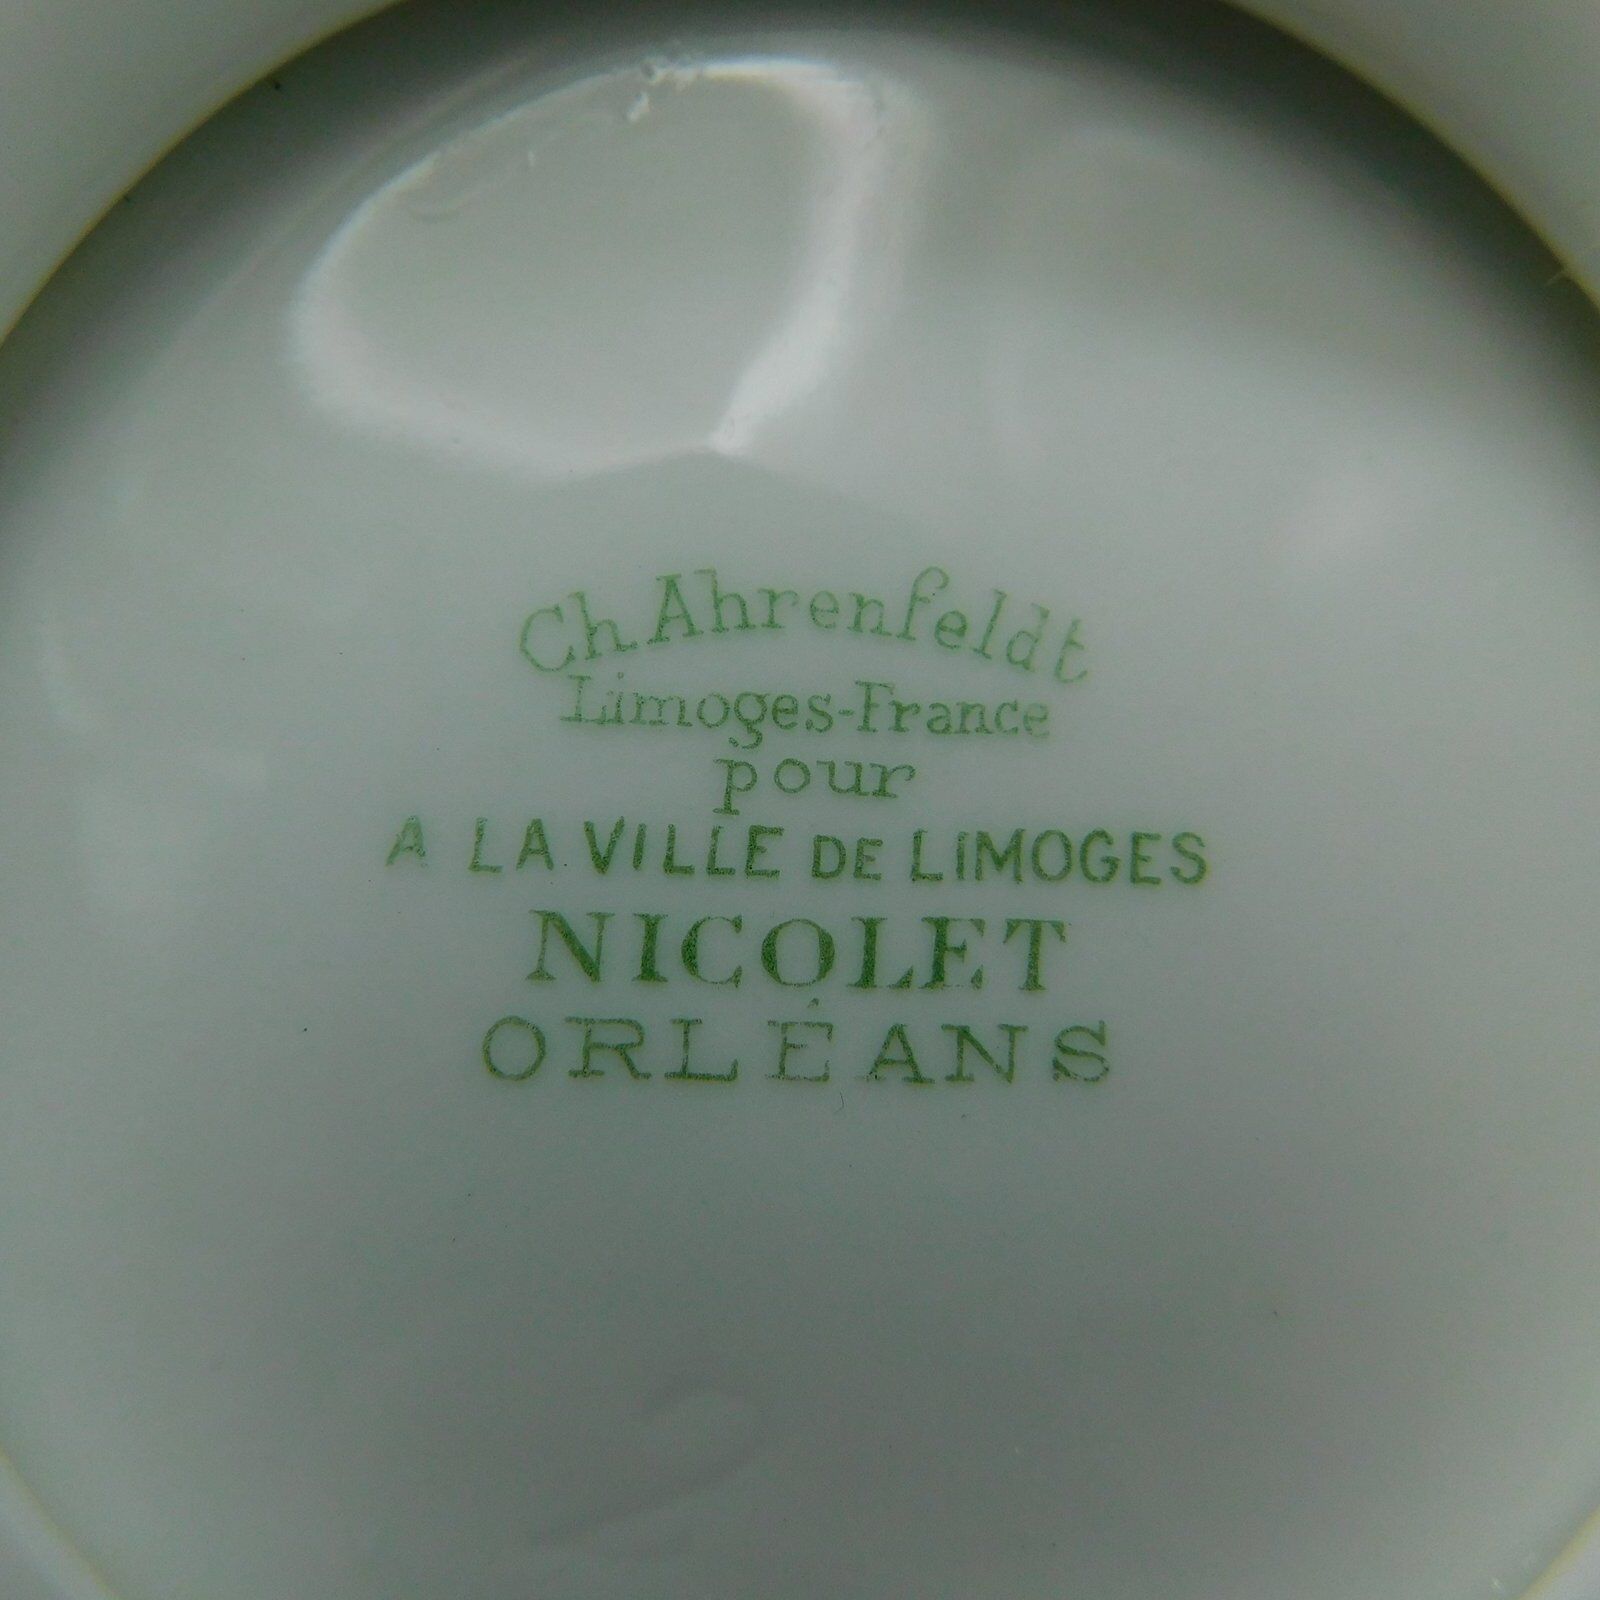 Ch Ahrenfeldt
Limoges-France
pour
A LA VILLE DE LIMOGES
NICOLET
ORLÉANS